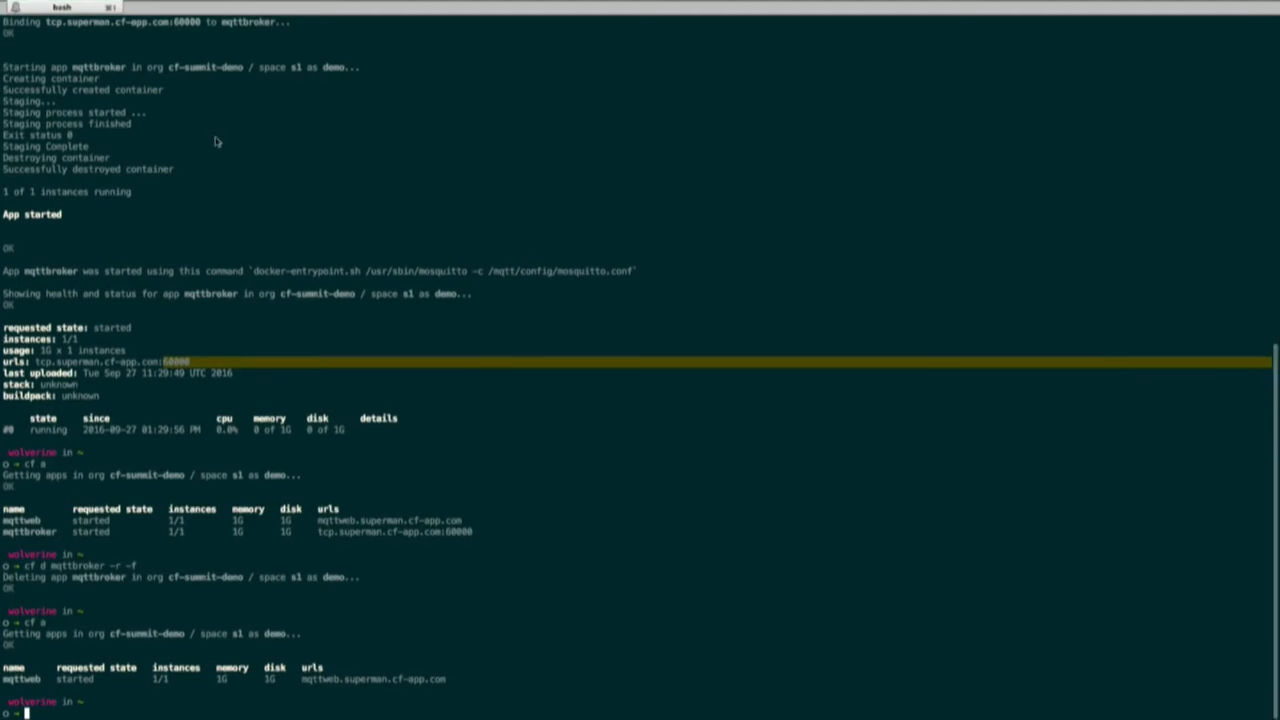 bash ⌘1
Binding tcp.superman.cf-app.com:60000 to mqttbroker...
OK
Starting app mqttbroker in org cf-summit-demo / space s1 as demo...
Creating container
Successfully created container
Staging...
Staging process started ...
Staging process finished
Exit status 0
Staging Complete
Destroying container
Successfully destroyed container
1 of 1 instances running
App started
OK
App mqttbroker was started using this command `docker-entrypoint.sh /usr/sbin/mosquitto -c /mqtt/config/mosquitto.conf`
Showing health and status for app mqttbroker in org cf-summit-demo / space s1 as demo...
OK
requested state: started
instances: 1/1
usage: 1G x 1 instances
urls: tcp.superman.cf-app.com:60000
last uploaded: Tue Sep 27 11:29:49 UTC 2016
stack: unknown
buildpack: unknown
state since cpu memory disk details
#0 running 2016-09-27 01:29:56 PM 0.0% 0 of 1G 0 of 1G
wolverine in ~
o → cf a
Getting apps in org cf-summit-demo / space s1 as demo...
OK
name requested state instances memory disk urls
mqttweb started 1/1 1G 1G mqttweb.superman.cf-app.com
mqttbroker started 1/1 1G 1G tcp.superman.cf-app.com:60000
wolverine in ~
o → cf d mqttbroker -r -f
Deleting app mqttbroker in org cf-summit-demo / space s1 as demo...
OK
wolverine in ~
o → cf a
Getting apps in org cf-summit-demo / space s1 as demo...
OK
name requested state instances memory disk urls
mqttweb started 1/1 1G 1G mqttweb.superman.cf-app.com
wolverine in ~
o →